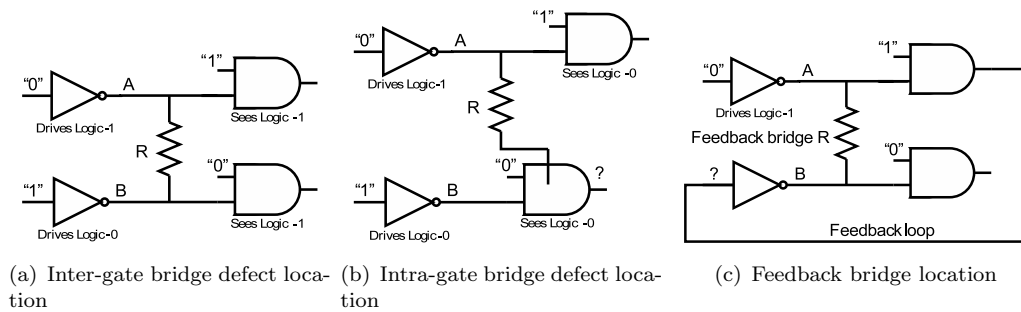 "0"
A
"1"
Drives Logic-1
Sees Logic -1
R
"0"
"1"
B
Drives Logic-0
Sees Logic -1
(a) Inter-gate bridge defect loca-
tion
"1"
"0"
A
Drives Logic-1
Sees Logic -0
R
"0"
?
"1"
B
Drives Logic-0
Sees Logic -0
(b) Intra-gate bridge defect loca-
tion
"1"
"0"
A
Drives Logic-1
Feedback bridge R
"0"
?
B
Feedback loop
(c) Feedback bridge location